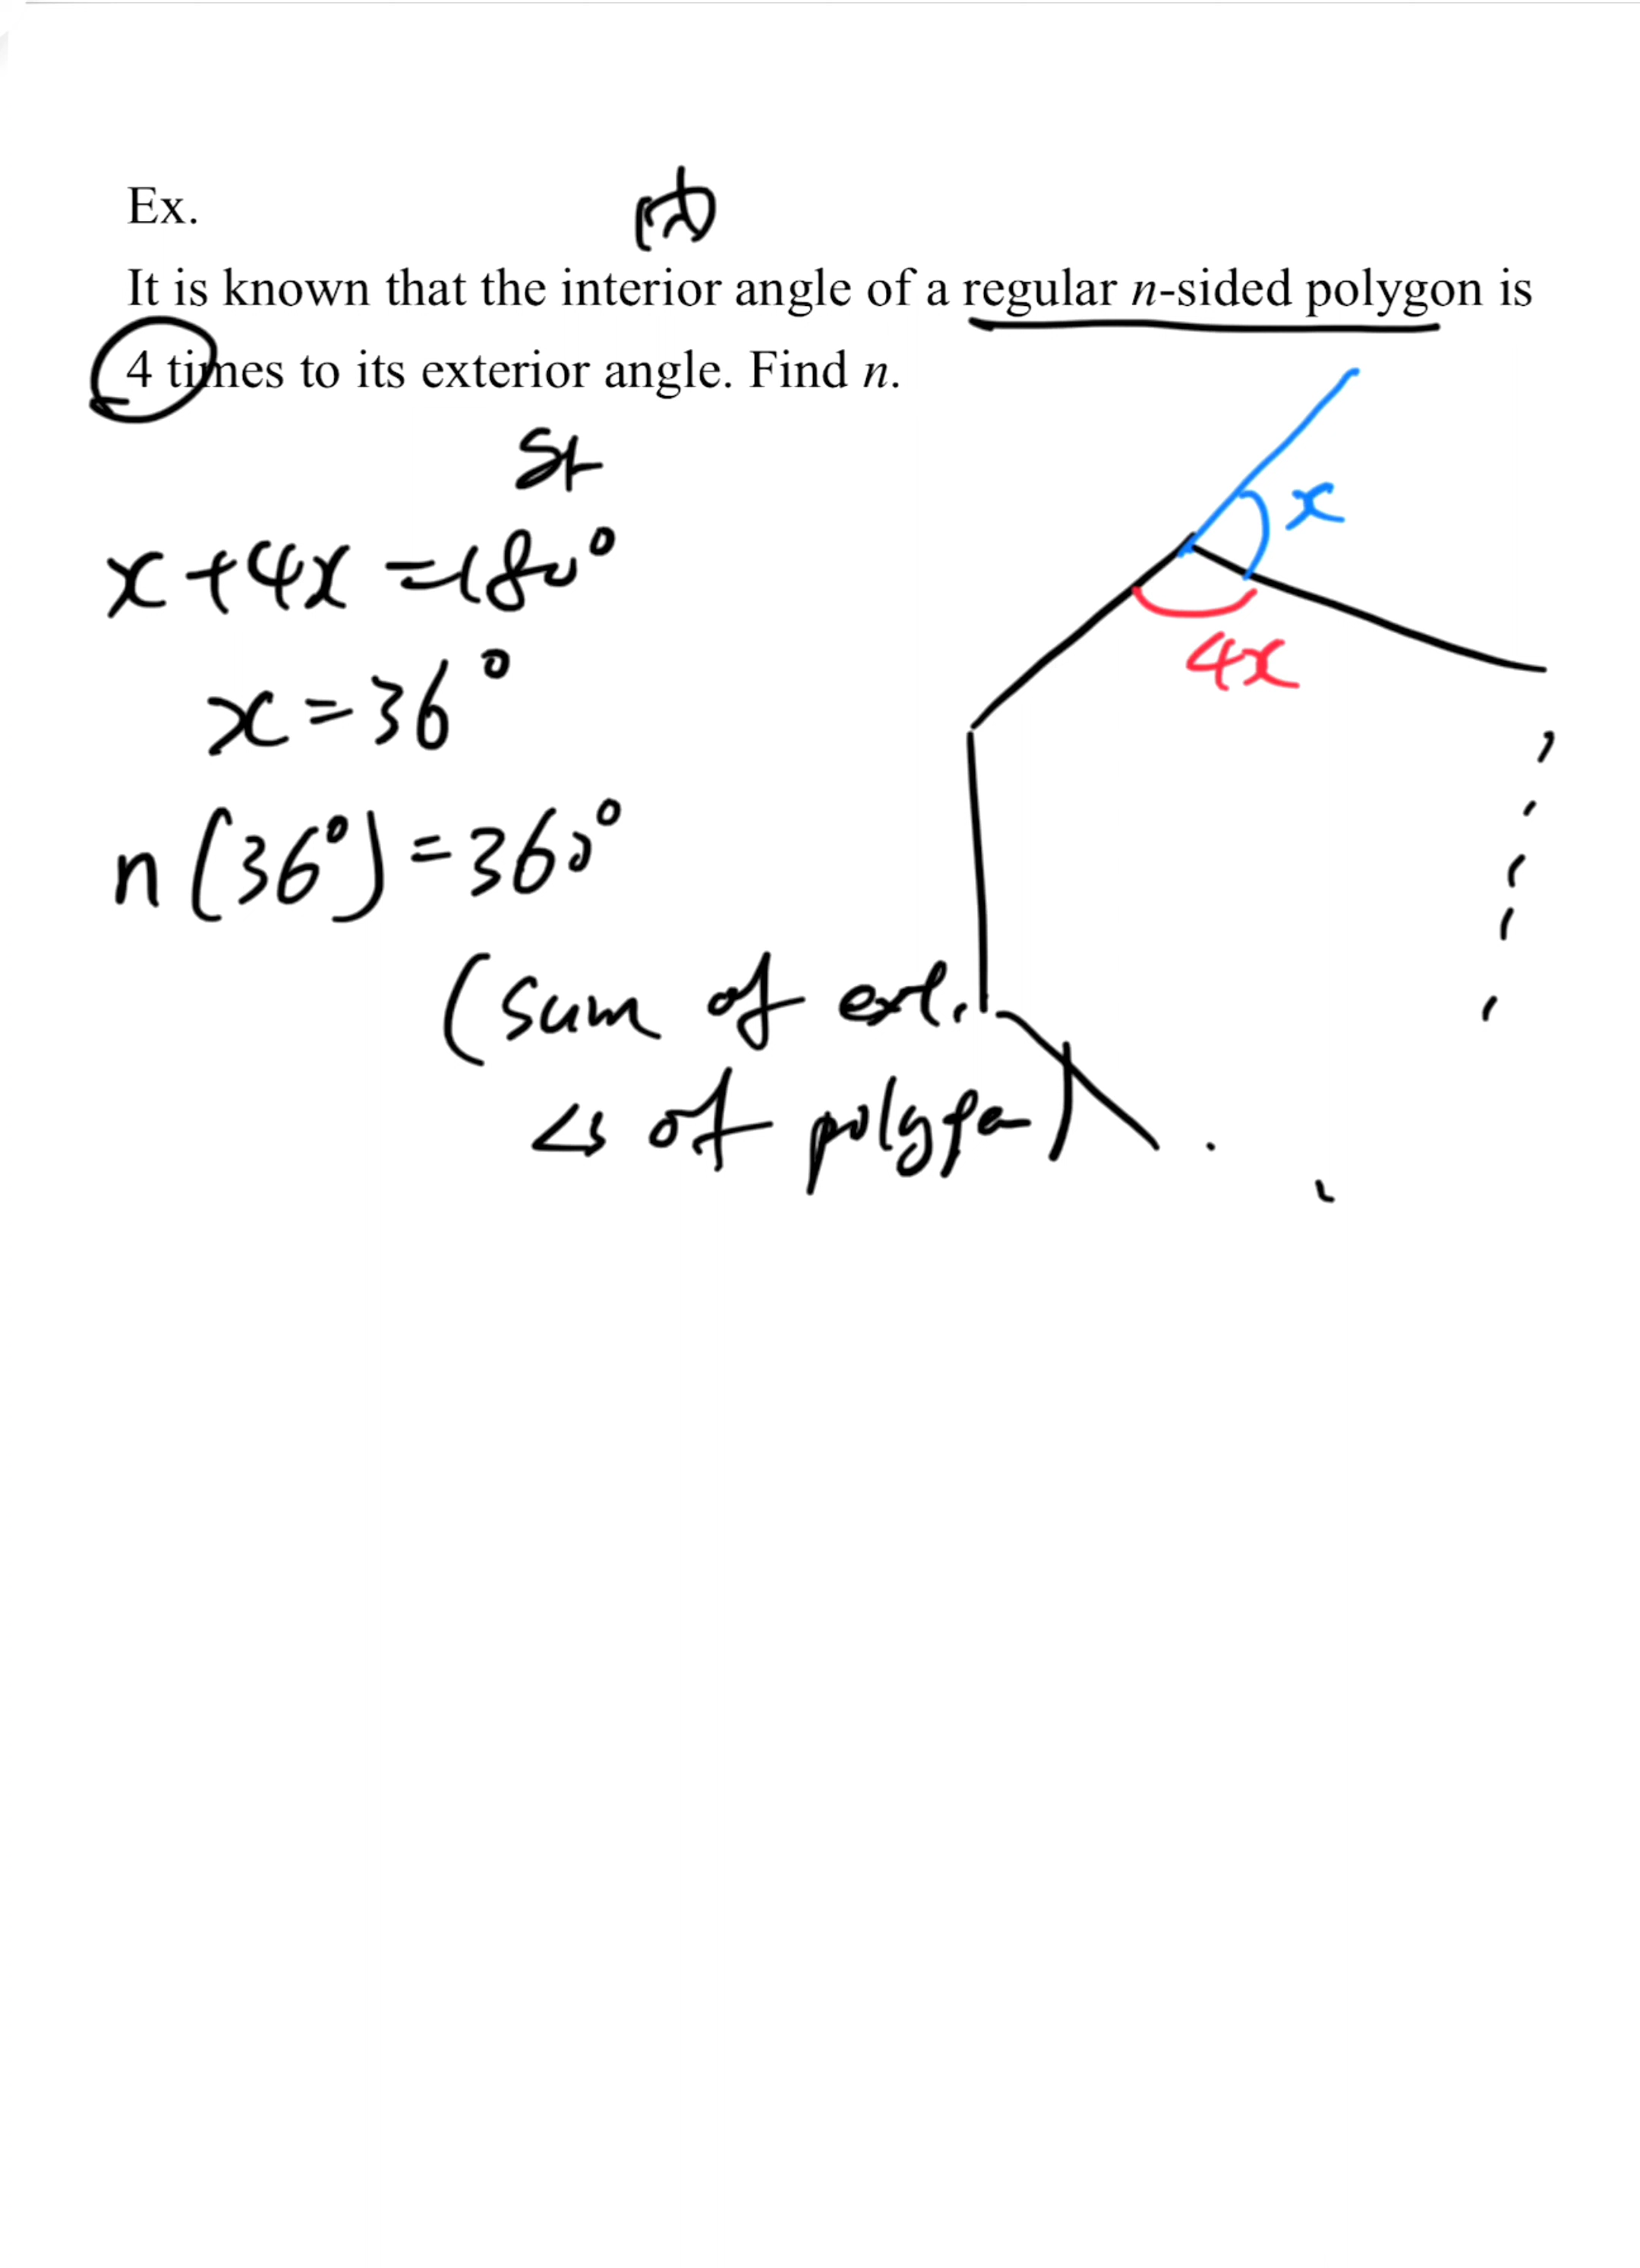 Ex.
内
It is known that the interior angle of a regular n-sided polygon is
4 times to its exterior angle. Find n.
外
x + 4x = 180°
x = 36°
n(36°) = 360°
(sum of ext.
∠s of polygon)
x
4x